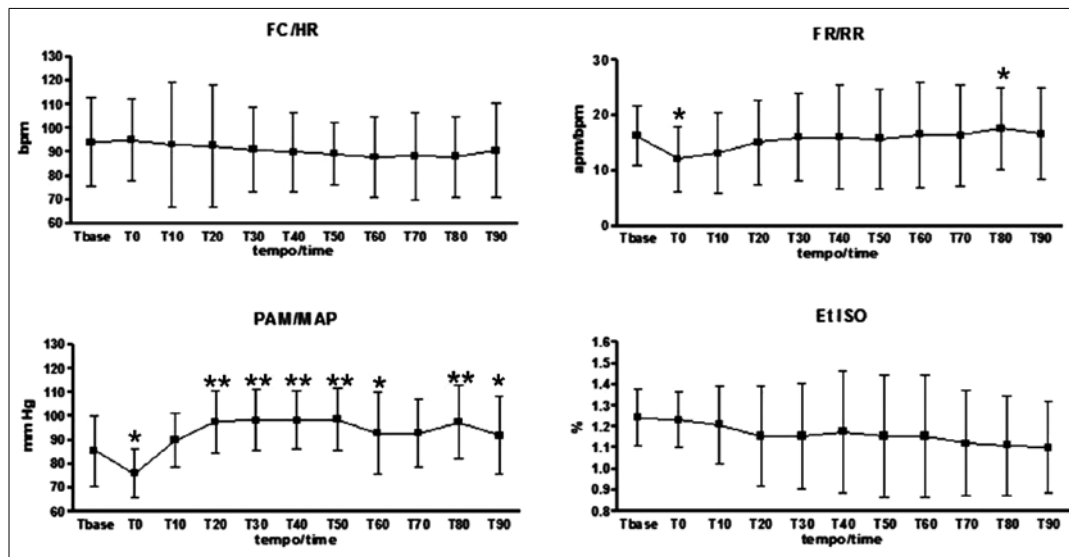 FC/HR
130
120
110
100
90
80
70
60
bpm
Tbase T0 T10 T20 T30 T40 T50 T60 T70 T80 T90
tempo/time
FR/RR
30
20
10
0
apm/bpm
* *
Tbase T0 T10 T20 T30 T40 T50 T60 T70 T80 T90
tempo/time
PAM/MAP
130
120
110
100
90
80
70
60
mm Hg
* ** ** ** ** * ** *
Tbase T0 T10 T20 T30 T40 T50 T60 T70 T80 T90
tempo/time
EtISO
1.6
1.5
1.4
1.3
1.2
1.1
1.0
0.9
0.8
%
Tbase T0 T10 T20 T30 T40 T50 T60 T70 T80 T90
tempo/time